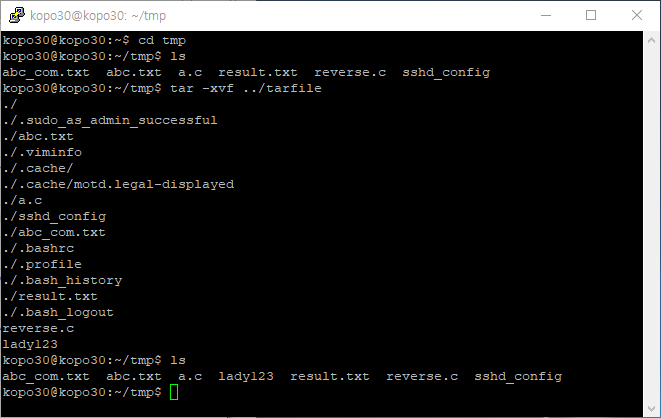 kopo30@kopo30: ~/tmp
kopo30@kopo30:~$ cd tmp
kopo30@kopo30:~/tmp$ ls
abc_com.txt  abc.txt  a.c  result.txt  reverse.c  sshd_config
kopo30@kopo30:~/tmp$ tar -xvf ../tarfile
./
./.sudo_as_admin_successful
./abc.txt
./.viminfo
./.cache/
./.cache/motd.legal-displayed
./a.c
./sshd_config
./abc_com.txt
./.bashrc
./.profile
./.bash_history
./result.txt
./.bash_logout
reverse.c
lady123
kopo30@kopo30:~/tmp$ ls
abc_com.txt  abc.txt  a.c  lady123  result.txt  reverse.c  sshd_config
kopo30@kopo30:~/tmp$